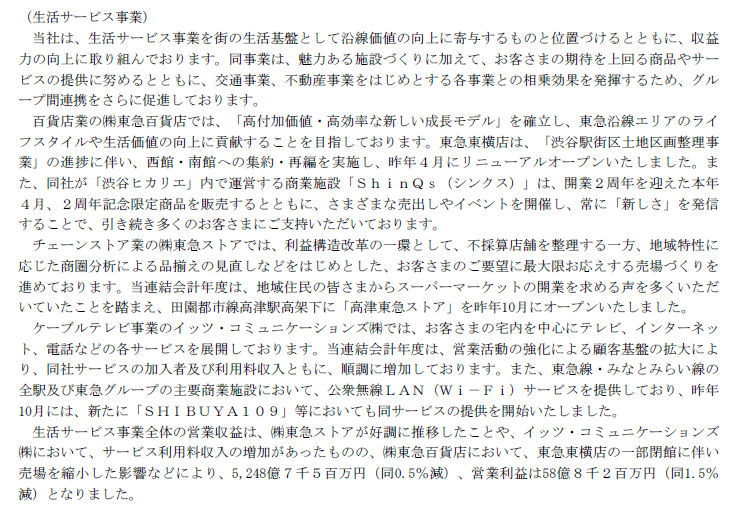 （生活サービス事業）
　当社は、生活サービス事業を街の生活基盤として沿線価値の向上に寄与するものと位置づけるとともに、収益
力の向上に取り組んでおります。同事業は、魅力ある施設づくりに加えて、お客さまの期待を上回る商品やサー
ビスの提供に努めるとともに、交通事業、不動産事業をはじめとする各事業との相乗効果を発揮するため、グル
ープ間連携をさらに促進しております。
　百貨店業の㈱東急百貨店では、「高付加価値・高効率な新しい成長モデル」を確立し、東急沿線エリアのライ
フスタイルや生活価値の向上に貢献することを目指しております。東急東横店は、「渋谷駅街区土地区画整理事
業」の進捗に伴い、西館・南館への集約・再編を実施し、昨年４月にリニューアルオープンいたしました。ま
た、同社が「渋谷ヒカリエ」内で運営する商業施設「ＳｈｉｎＱｓ（シンクス）」は、開業２周年を迎えた本年
４月、２周年記念限定商品を販売するとともに、さまざまな売出しやイベントを開催し、常に「新しさ」を発信
することで、引き続き多くのお客さまにご支持いただいております。
　チェーンストア業の㈱東急ストアでは、利益構造改革の一環として、不採算店舗を整理する一方、地域特性に
応じた商圏分析による品揃えの見直しなどをはじめとした、お客さまのご要望に最大限お応えする売場づくりを
進めております。当連結会計年度は、地域住民の皆さまからスーパーマーケットの開業を求める声を多くいただ
いていたことを踏まえ、田園都市線高津駅高架下に「高津東急ストア」を昨年10月にオープンいたしました。
　ケーブルテレビ事業のイッツ・コミュニケーションズ㈱では、お客さまの宅内を中心にテレビ、インターネッ
ト、電話などの各サービスを展開しております。当連結会計年度は、営業活動の強化による顧客基盤の拡大によ
り、同社サービスの加入者及び利用料収入ともに、順調に増加しております。また、東急線・みなとみらい線の
全駅及び東急グループの主要商業施設において、公衆無線ＬＡＮ（Ｗｉ－Ｆｉ）サービスを提供しており、昨年
10月には、新たに「ＳＨＩＢＵＹＡ１０９」等においても同サービスの提供を開始いたしました。
　生活サービス事業全体の営業収益は、㈱東急ストアが好調に推移したことや、イッツ・コミュニケーションズ
㈱において、サービス利用料収入の増加があったものの、㈱東急百貨店において、東急東横店の一部閉館に伴い
売場を縮小した影響などにより、5,248億７千５百万円（同0.5％減）、営業利益は58億８千２百万円（同1.5％
減）となりました。